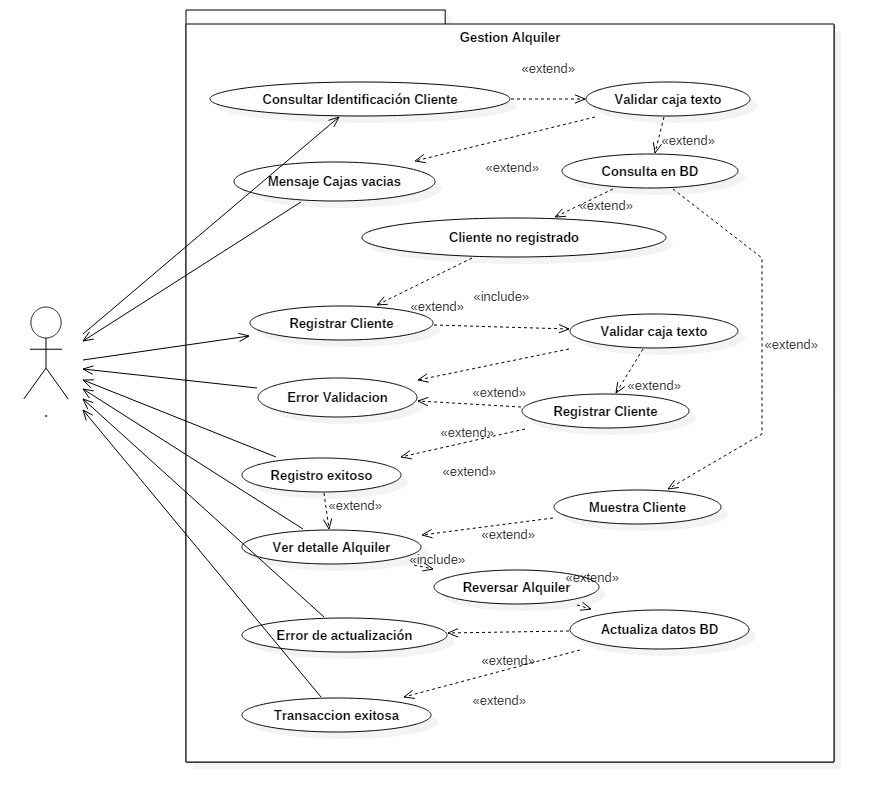 Gestion Alquiler
«extend»
Consultar Identificación Cliente
Validar caja texto
«extend»
Mensaje Cajas vacias
«extend»
Consulta en BD
«extend»
Cliente no registrado
«extend»
«include»
Registrar Cliente
Validar caja texto
«extend»
«extend»
«extend»
Error Validacion
Registrar Cliente
«extend»
Registro exitoso
«extend»
«extend»
Muestra Cliente
«extend»
Ver detalle Alquiler
«include»
Reversar Alquiler
«extend»
Error de actualización
Actualiza datos BD
«extend»
«extend»
Transaccion exitosa